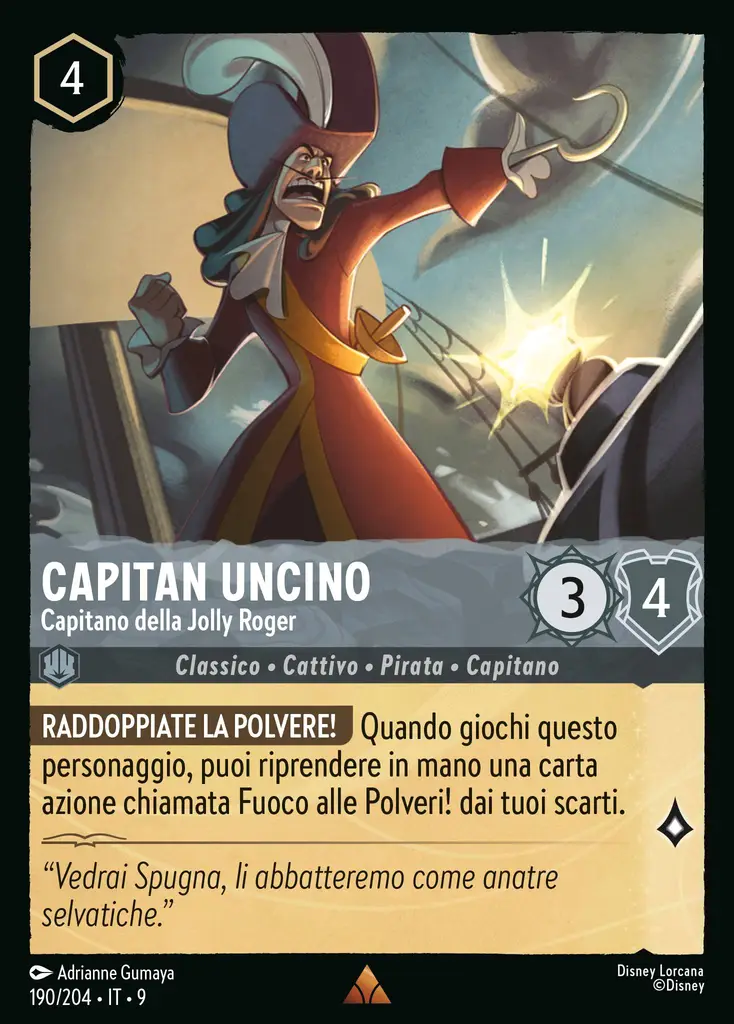 4
CAPITAN UNCINO
Capitano della Jolly Roger
3
4
Classico • Cattivo • Pirata • Capitano
RADDOPPIATE LA POLVERE! Quando giochi questo
personaggio, puoi riprendere in mano una carta
azione chiamata Fuoco alle Polveri! dai tuoi scarti.
“Vedrai Spugna, li abbatteremo come anatre
selvatiche.”
Adrianne Gumaya
190/204 • IT • 9
Disney Lorcana
©Disney